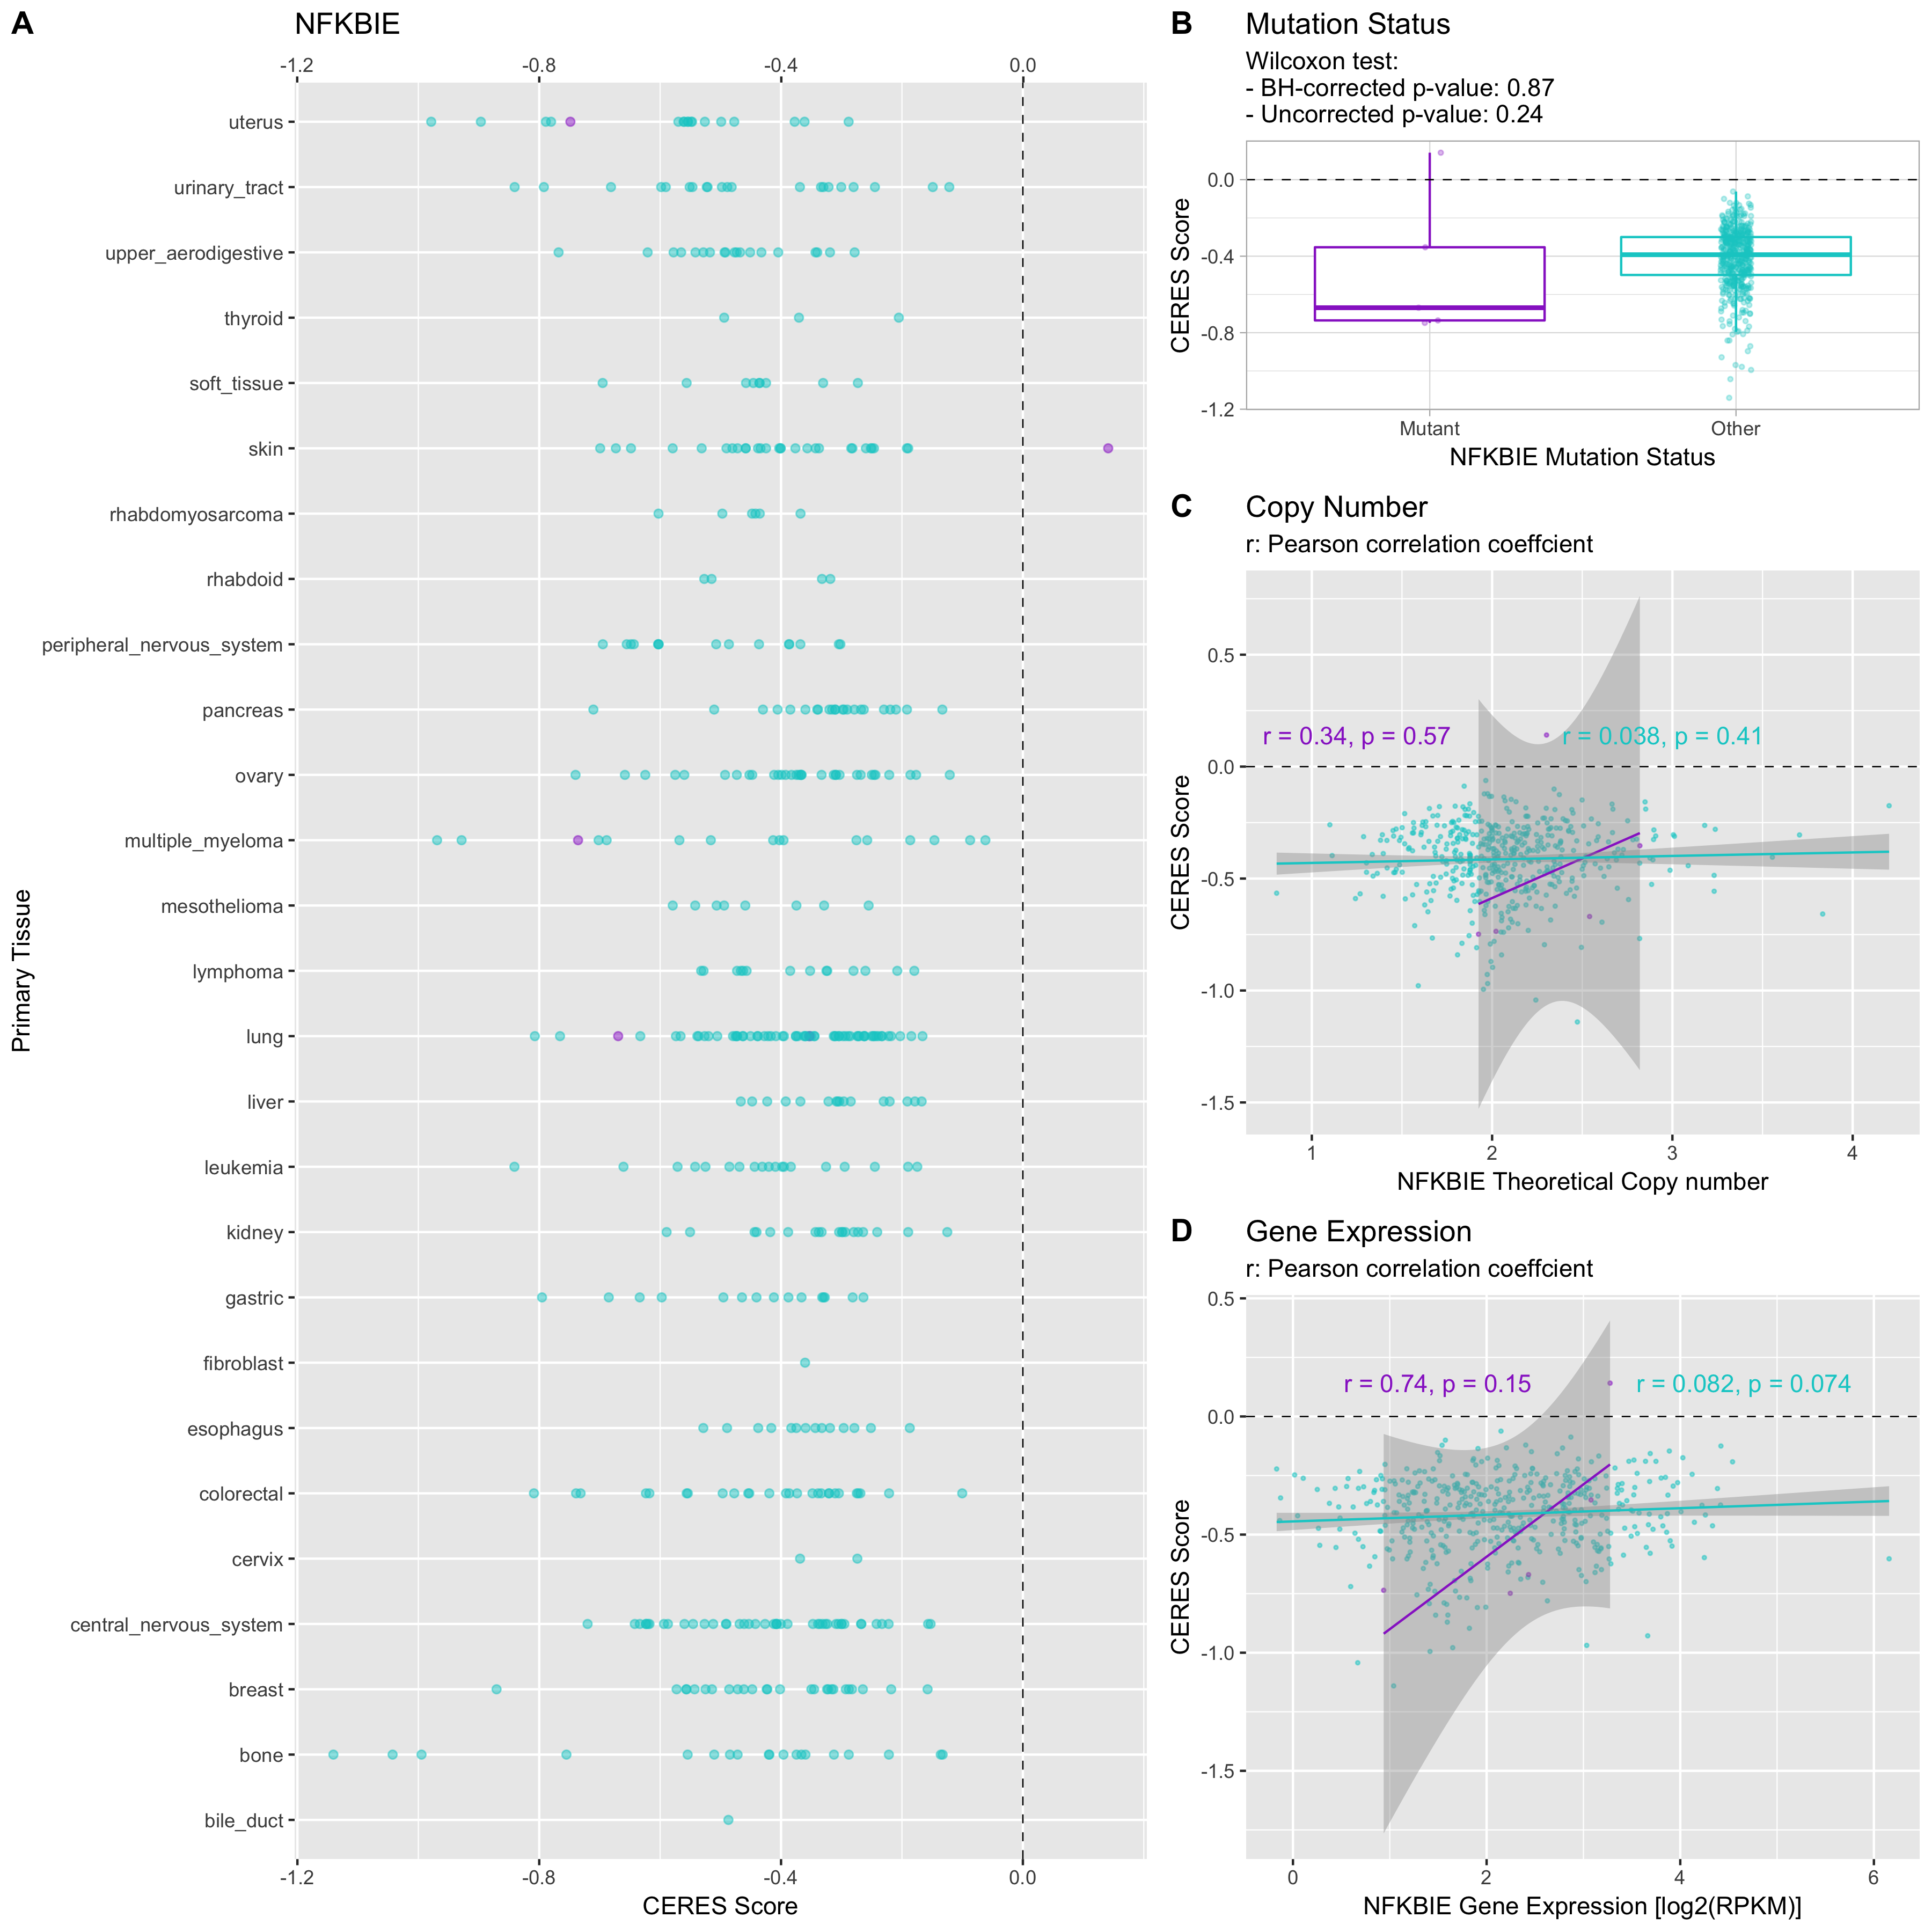 A
NFKBIE
-1.2 -0.8 -0.4 0.0
Primary Tissue
uterus
urinary_tract
upper_aerodigestive
thyroid
soft_tissue
skin
rhabdomyosarcoma
rhabdoid
peripheral_nervous_system
pancreas
ovary
multiple_myeloma
mesothelioma
lymphoma
lung
liver
leukemia
kidney
gastric
fibroblast
esophagus
colorectal
cervix
central_nervous_system
breast
bone
bile_duct
-1.2 -0.8 -0.4 0.0
CERES Score
B
Mutation Status
Wilcoxon test:
- BH-corrected p-value: 0.87
- Uncorrected p-value: 0.24
CERES Score
0.0
-0.4
-0.8
-1.2
Mutant Other
NFKBIE Mutation Status
C
Copy Number
r: Pearson correlation coeffcient
CERES Score
0.5
0.0
-0.5
-1.0
-1.5
r = 0.34, p = 0.57 r = 0.038, p = 0.41
1 2 3 4
NFKBIE Theoretical Copy number
D
Gene Expression
r: Pearson correlation coeffcient
CERES Score
0.5
0.0
-0.5
-1.0
-1.5
r = 0.74, p = 0.15 r = 0.082, p = 0.074
0 2 4 6
NFKBIE Gene Expression [log2(RPKM)]